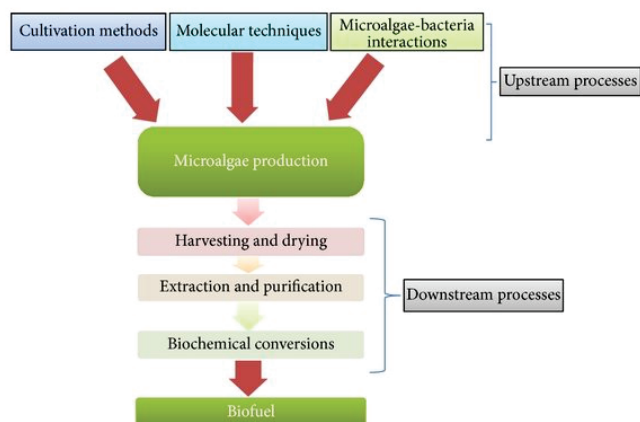 Cultivation methods
Molecular techniques
Microalgae-bacteria
interactions
Upstream processes
Microalgae production
Harvesting and drying
Extraction and purification
Downstream processes
Biochemical conversions
Biofuel